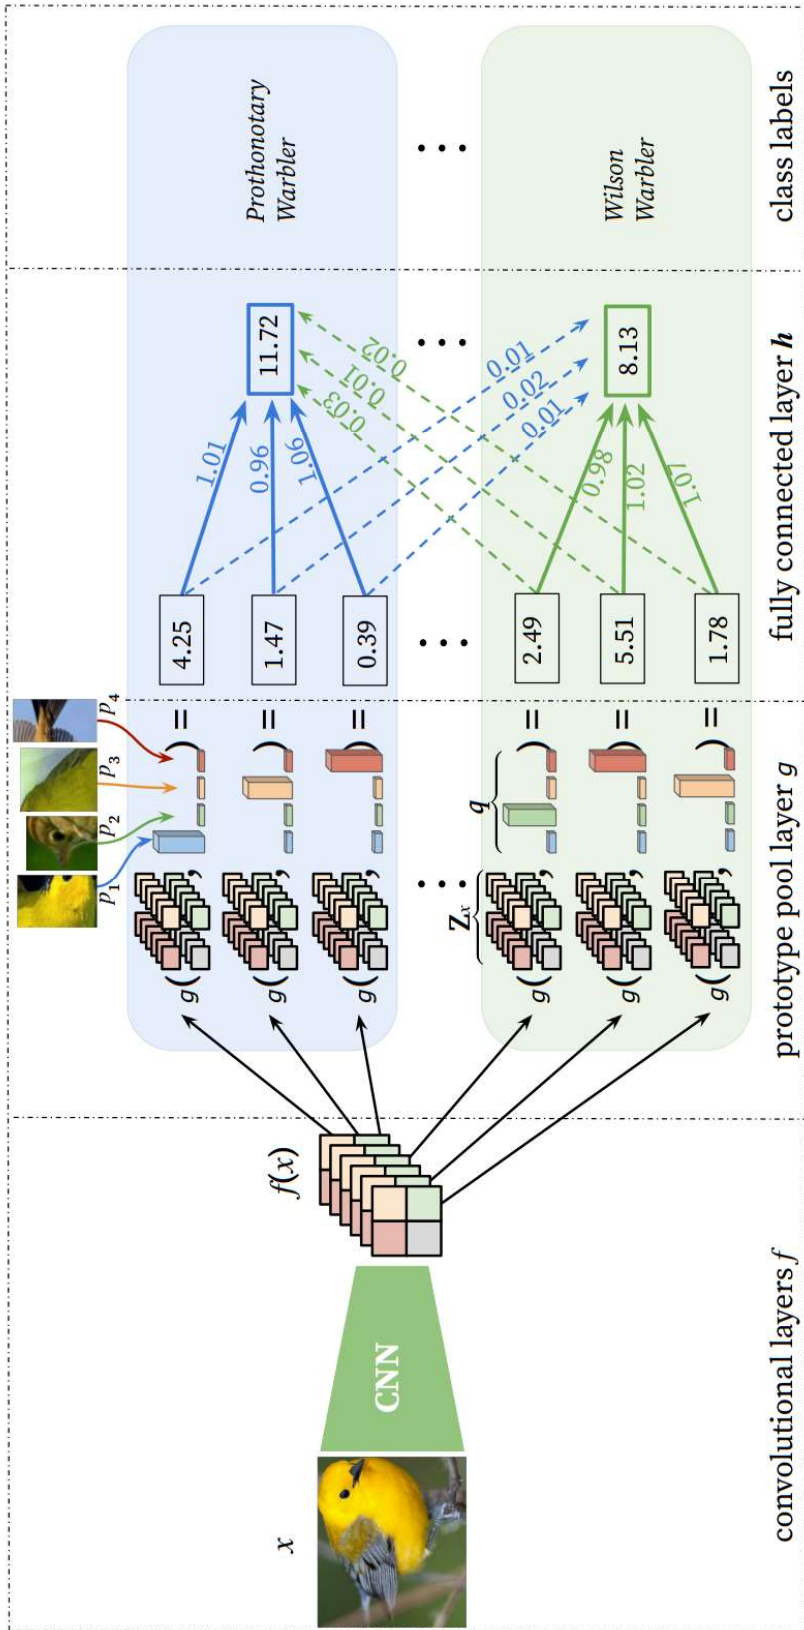 x
CNN
f(x)
convolutional layers f
p₁
p₂
p₃
p₄
g( , ) =
g( , ) =
g( , ) =
...
Zₓ
q
g( , ) =
g( , ) =
g( , ) =
prototype pool layer g
4.25
1.47
0.39
...
2.49
5.51
1.78
1.01
0.96
1.06
0.03
0.01
0.02
0.01
0.02
0.01
0.98
1.02
1.07
11.72
...
8.13
fully connected layer h
Prothonotary
Warbler
...
Wilson
Warbler
class labels